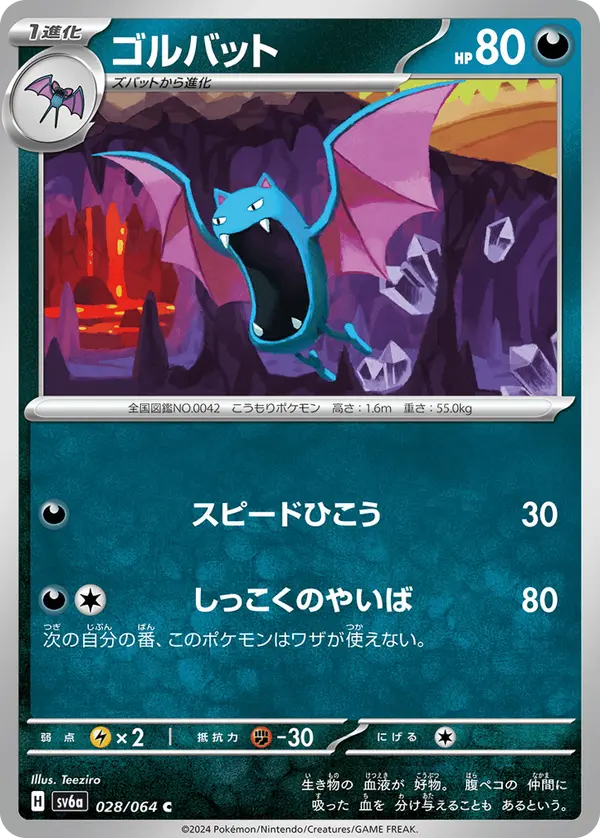 1進化
ゴルバット
HP80
ズバットから進化
全国図鑑NO.0042 こうもりポケモン 高さ:1.6m 重さ:55.0kg
スピードひこう 30
しっこくのやいば 80
次の自分の番、このポケモンはワザが使えない。
弱点 ×2 抵抗力 -30 にげる
Illus. Teeziro
H sv6a 028/064 C
生き物の 血液が 好物。腹ペコの 仲間に
吸った 血を 分け与えることも あるという。
©2024 Pokémon/Nintendo/Creatures/GAME FREAK.